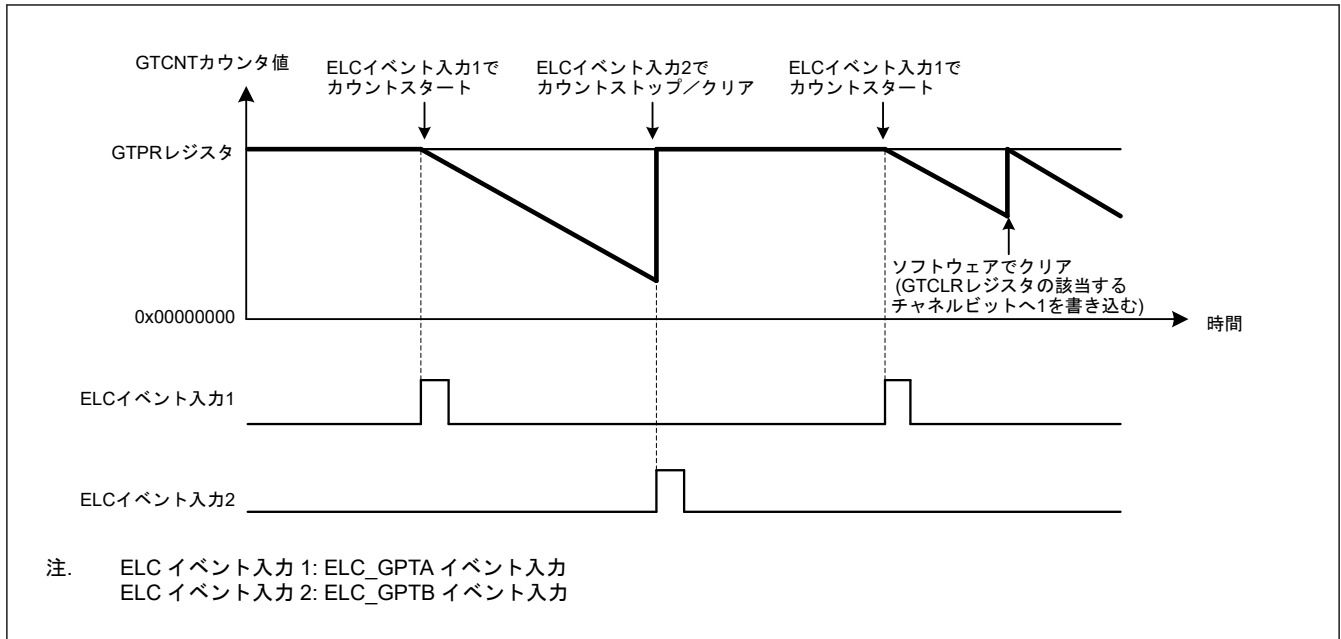 GTCNTカウンタ値
ELCイベント入力1で
カウントスタート
ELCイベント入力2で
カウントストップ／クリア
ELCイベント入力1で
カウントスタート
GTPRレジスタ
ソフトウェアでクリア
(GTCLRレジスタの該当する
チャネルビットへ1を書き込む)
0x00000000
時間
ELCイベント入力1
ELCイベント入力2
注. ELC イベント入力 1: ELC_GPTA イベント入力
ELC イベント入力 2: ELC_GPTB イベント入力